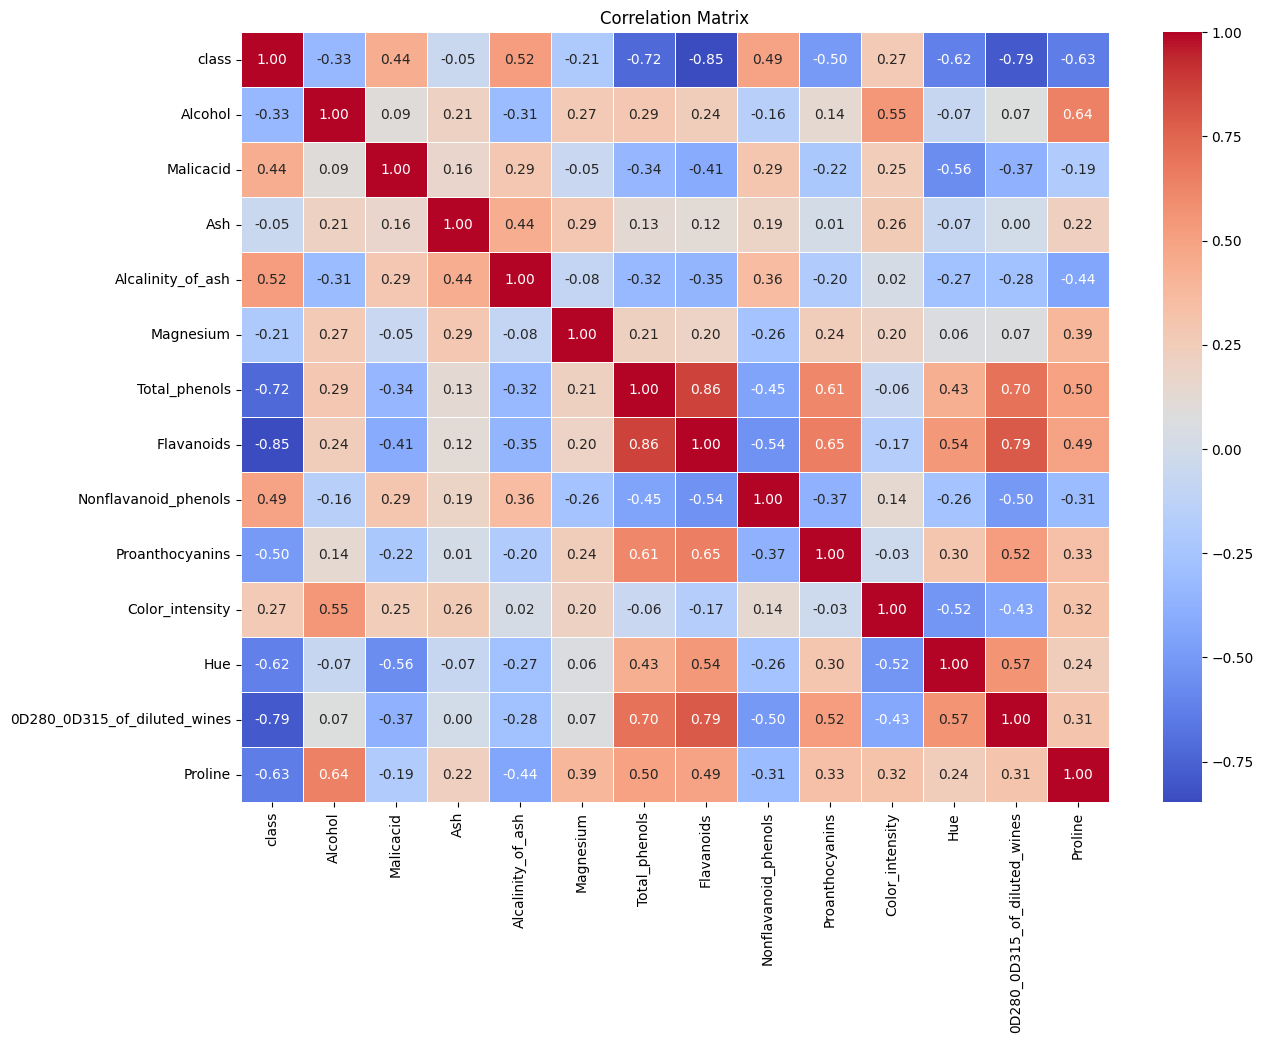 Correlation Matrix
class 1.00 -0.33 0.44 -0.05 0.52 -0.21 -0.72 -0.85 0.49 -0.50 0.27 -0.62 -0.79 -0.63
Alcohol -0.33 1.00 0.09 0.21 -0.31 0.27 0.29 0.24 -0.16 0.14 0.55 -0.07 0.07 0.64
Malicacid 0.44 0.09 1.00 0.16 0.29 -0.05 -0.34 -0.41 0.29 -0.22 0.25 -0.56 -0.37 -0.19
Ash -0.05 0.21 0.16 1.00 0.44 0.29 0.13 0.12 0.19 0.01 0.26 -0.07 0.00 0.22
Alcalinity_of_ash 0.52 -0.31 0.29 0.44 1.00 -0.08 -0.32 -0.35 0.36 -0.20 0.02 -0.27 -0.28 -0.44
Magnesium -0.21 0.27 -0.05 0.29 -0.08 1.00 0.21 0.20 -0.26 0.24 0.20 0.06 0.07 0.39
Total_phenols -0.72 0.29 -0.34 0.13 -0.32 0.21 1.00 0.86 -0.45 0.61 -0.06 0.43 0.70 0.50
Flavanoids -0.85 0.24 -0.41 0.12 -0.35 0.20 0.86 1.00 -0.54 0.65 -0.17 0.54 0.79 0.49
Nonflavanoid_phenols 0.49 -0.16 0.29 0.19 0.36 -0.26 -0.45 -0.54 1.00 -0.37 0.14 -0.26 -0.50 -0.31
Proanthocyanins -0.50 0.14 -0.22 0.01 -0.20 0.24 0.61 0.65 -0.37 1.00 -0.03 0.30 0.52 0.33
Color_intensity 0.27 0.55 0.25 0.26 0.02 0.20 -0.06 -0.17 0.14 -0.03 1.00 -0.52 -0.43 0.32
Hue -0.62 -0.07 -0.56 -0.07 -0.27 0.06 0.43 0.54 -0.26 0.30 -0.52 1.00 0.57 0.24
0D280_0D315_of_diluted_wines -0.79 0.07 -0.37 0.00 -0.28 0.07 0.70 0.79 -0.50 0.52 -0.43 0.57 1.00 0.31
Proline -0.63 0.64 -0.19 0.22 -0.44 0.39 0.50 0.49 -0.31 0.33 0.32 0.24 0.31 1.00
class
Alcohol
Malicacid
Ash
Alcalinity_of_ash
Magnesium
Total_phenols
Flavanoids
Nonflavanoid_phenols
Proanthocyanins
Color_intensity
Hue
0D280_0D315_of_diluted_wines
Proline
1.00
0.75
0.50
0.25
0.00
−0.25
−0.50
−0.75